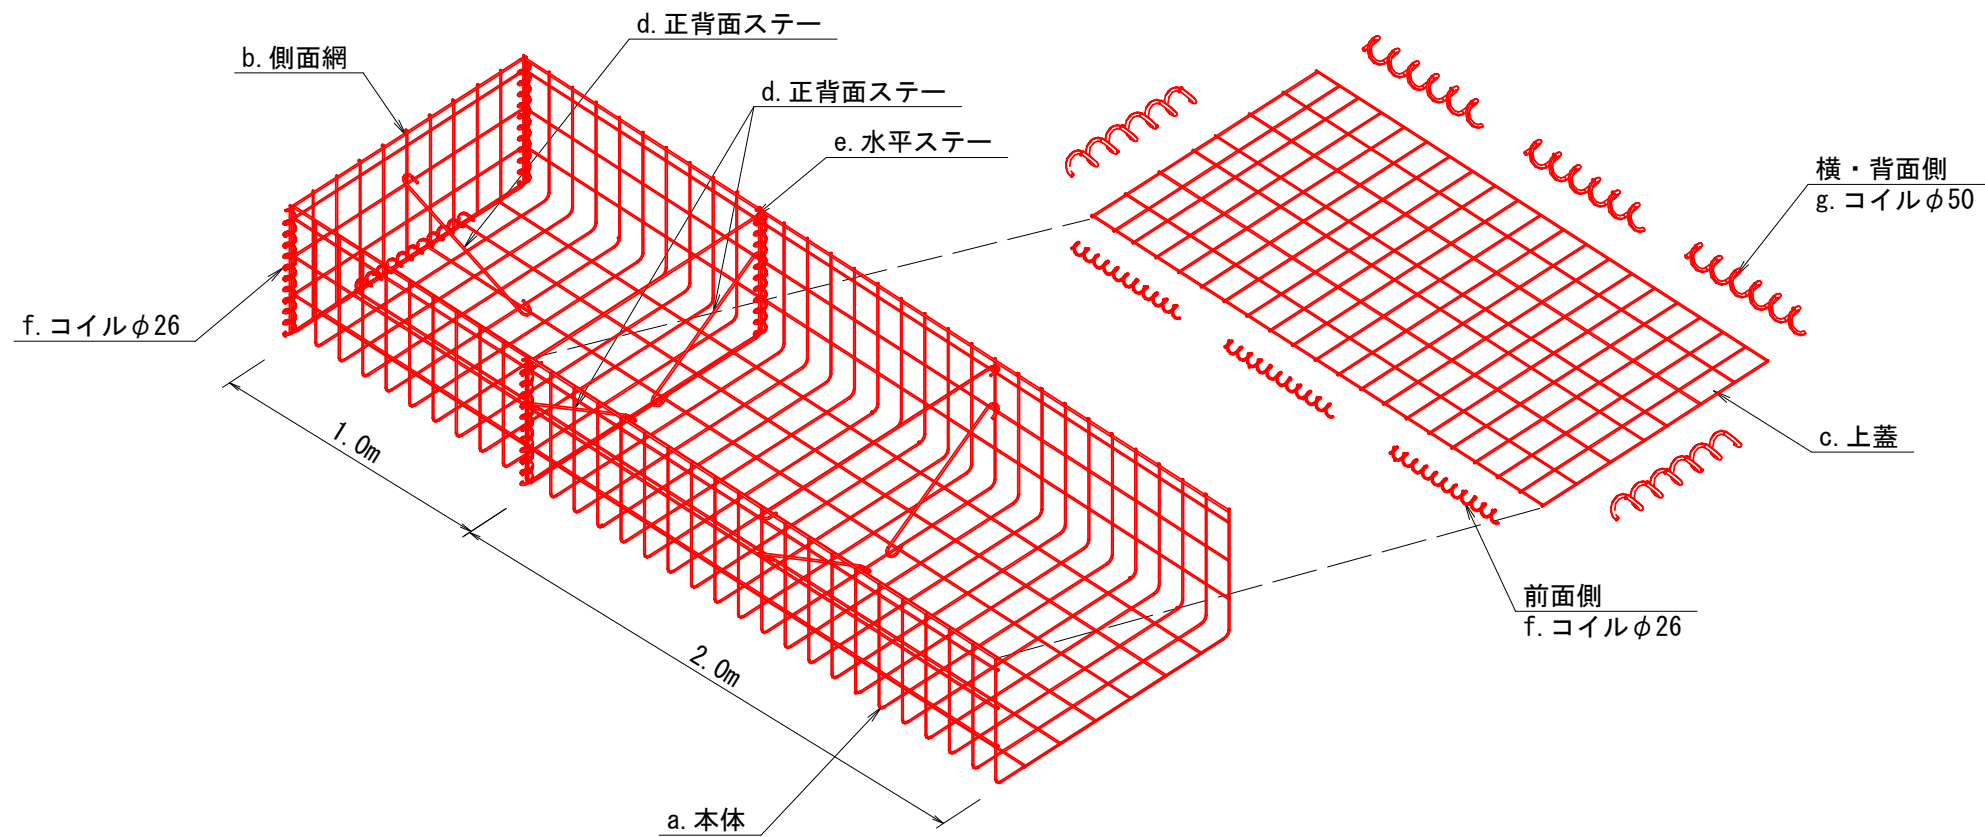 d. 正背面ステー
b. 側面網
d. 正背面ステー
e. 水平ステー
横・背面側
g. コイルφ50
f. コイルφ26
1. 0m
c. 上蓋
2. 0m
前面側
f. コイルφ26
a. 本体